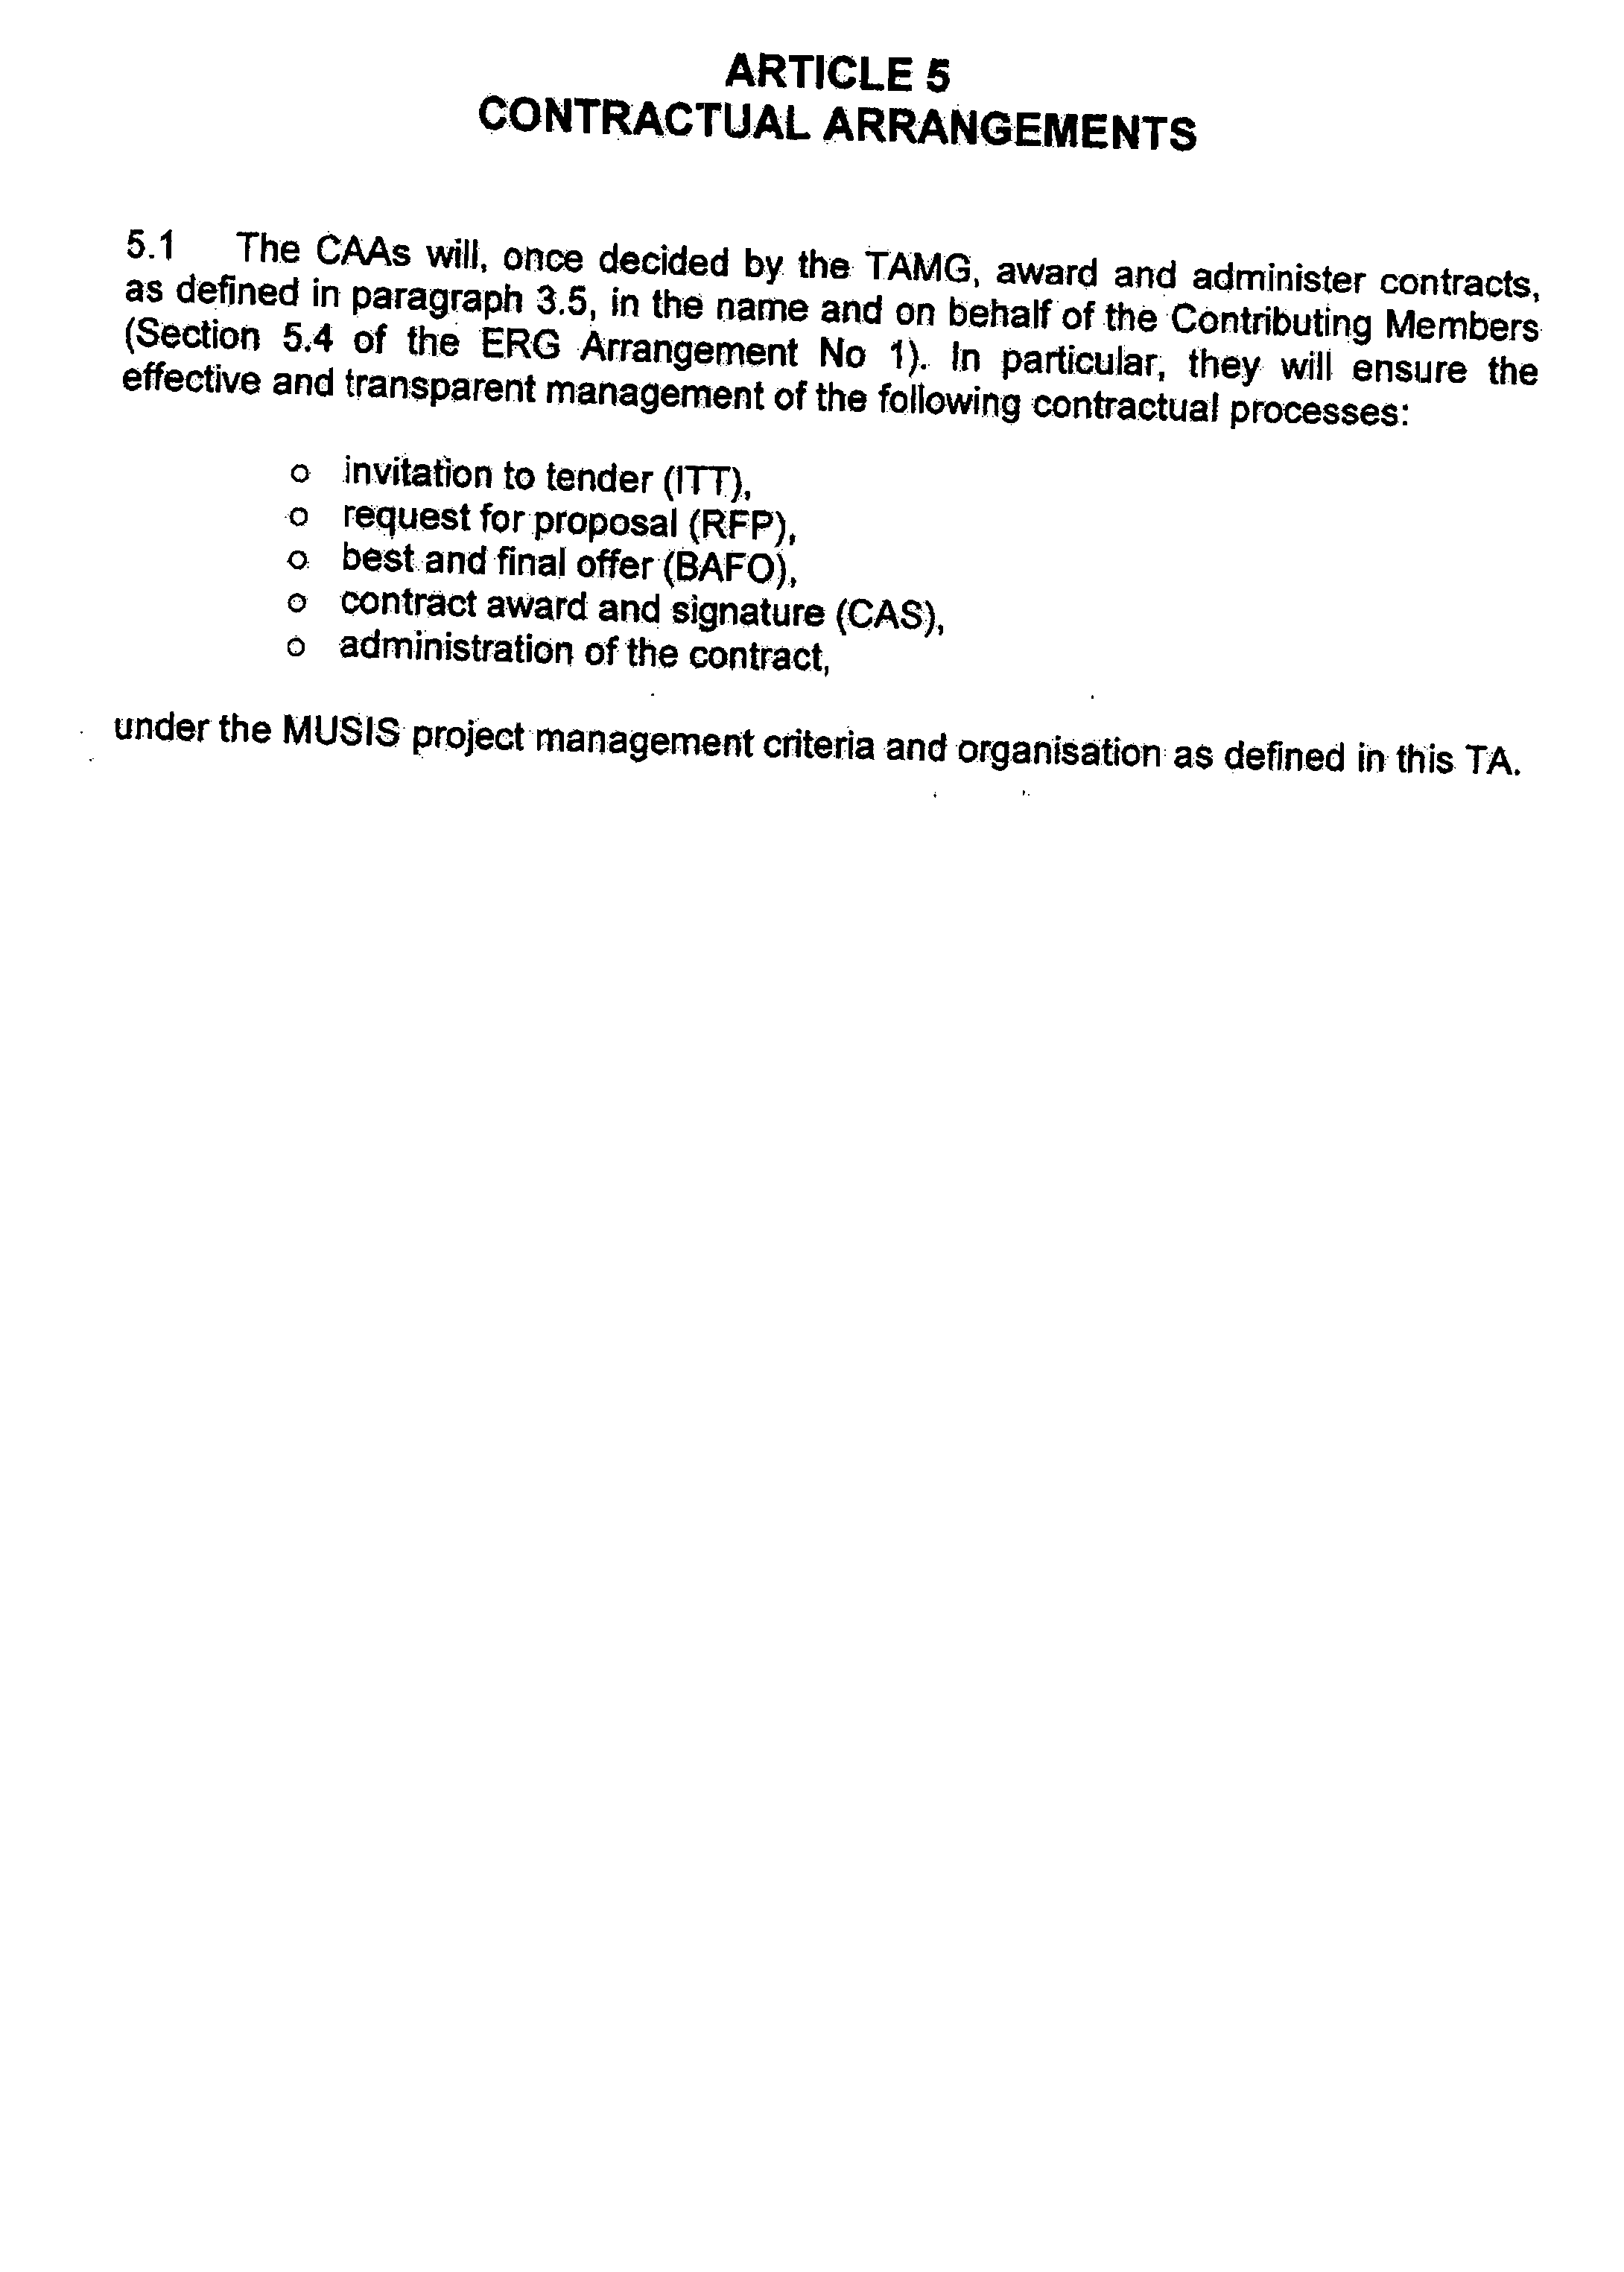 ARTICLE 5
CONTRACTUAL ARRANGEMENTS
5.1 The CAAs will, once decided by the TAMG, award and administer contracts,
as defined in paragraph 3.5, in the name and on behalf of the Contributing Members
(Section 5.4 of the ERG Arrangement No 1). In particular, they will ensure the
effective and transparent management of the following contractual processes:
o invitation to tender (ITT),
o request for proposal (RFP),
o best and final offer (BAFO),
o contract award and signature (CAS),
o administration of the contract,
under the MUSIS project management criteria and organisation as defined in this TA.